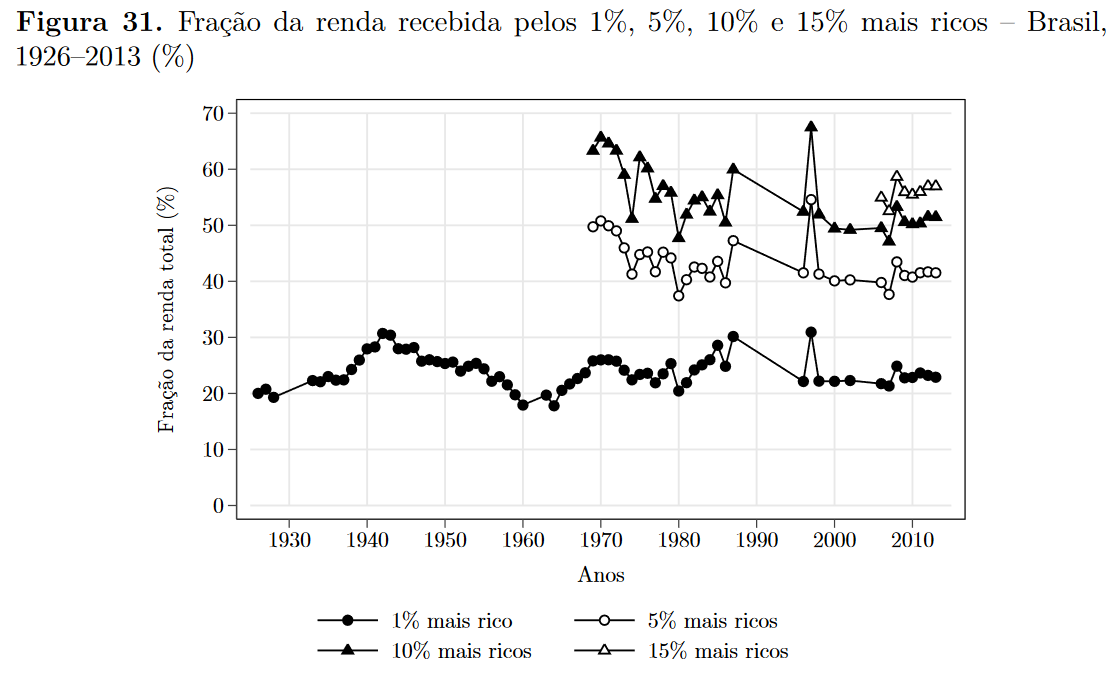 Figura 31. Fração da renda recebida pelos 1%, 5%, 10% e 15% mais ricos – Brasil,
1926–2013 (%)
70
60
50
40
30
20
10
0
Fração da renda total (%)
1930 1940 1950 1960 1970 1980 1990 2000 2010
Anos
1% mais rico 5% mais ricos
10% mais ricos 15% mais ricos